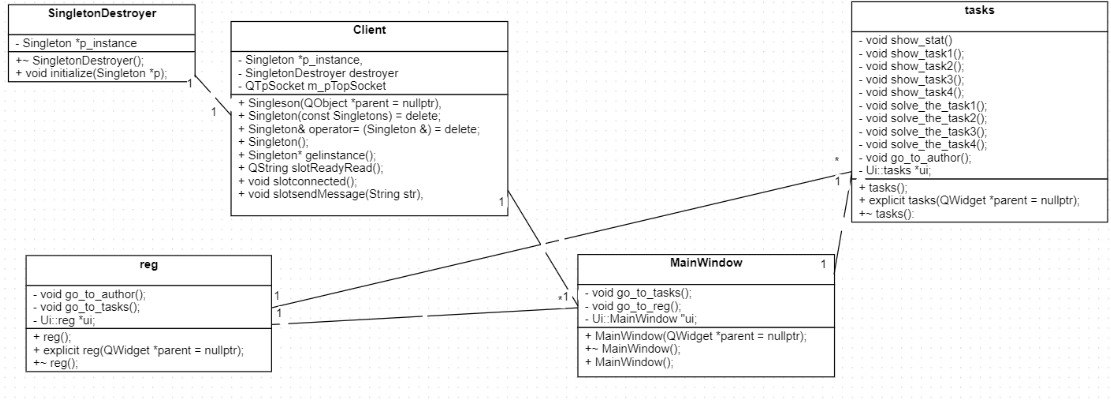 SingletonDestroyer
- Singleton *p_instance
+~ SingletonDestroyer();
+ void initialize(Singleton *p);
1
1
Client
- Singleton *p_instance,
- SingletonDestroyer destroyer
- QTpSocket m_pTopSocket
+ Singleson(QObject *parent = nullptr),
+ Singleton(const Singletons) = delete;
+ Singleton& operator= (Singleton &) = delete;
+ Singleton();
+ Singleton* gelinstance();
+ QString slotReadyRead();
+ void slotconnected();
+ void slotsendMessage(String str),
1
tasks
- void show_stat()
- void show_task1();
- void show_task2();
- void show_task3();
- void show_task4();
- void solve_the_task1();
- void solve_the_task2();
- void solve_the_task3();
- void solve_the_task4();
- void go_to_author();
- Ui::tasks *ui;
+ tasks();
+ explicit tasks(QWidget *parent = nullptr);
+~ tasks():
*
1
reg
- void go_to_author();
- void go_to_tasks();
- Ui::reg *ui;
+ reg();
+ explicit reg(QWidget *parent = nullptr);
+~ reg();
1
1
MainWindow
- void go_to_tasks();
- void go_to_reg();
- Ui::MainWindow "ui;
+ MainWindow(QWidget *parent = nullptr);
+~ MainWindow();
+ MainWindow();
*1
1